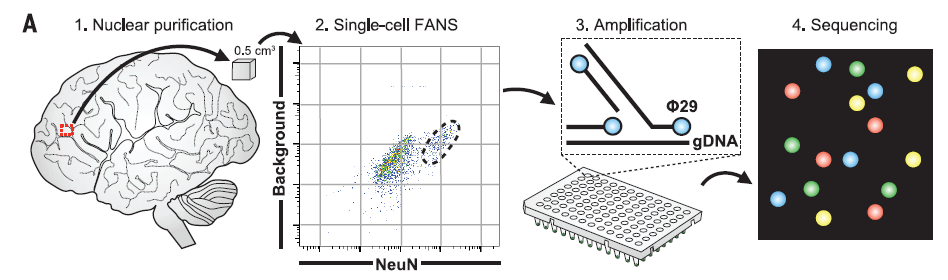 A
1. Nuclear purification
0.5 cm³
2. Single-cell FANS
Background
NeuN
3. Amplification
Φ29
gDNA
4. Sequencing